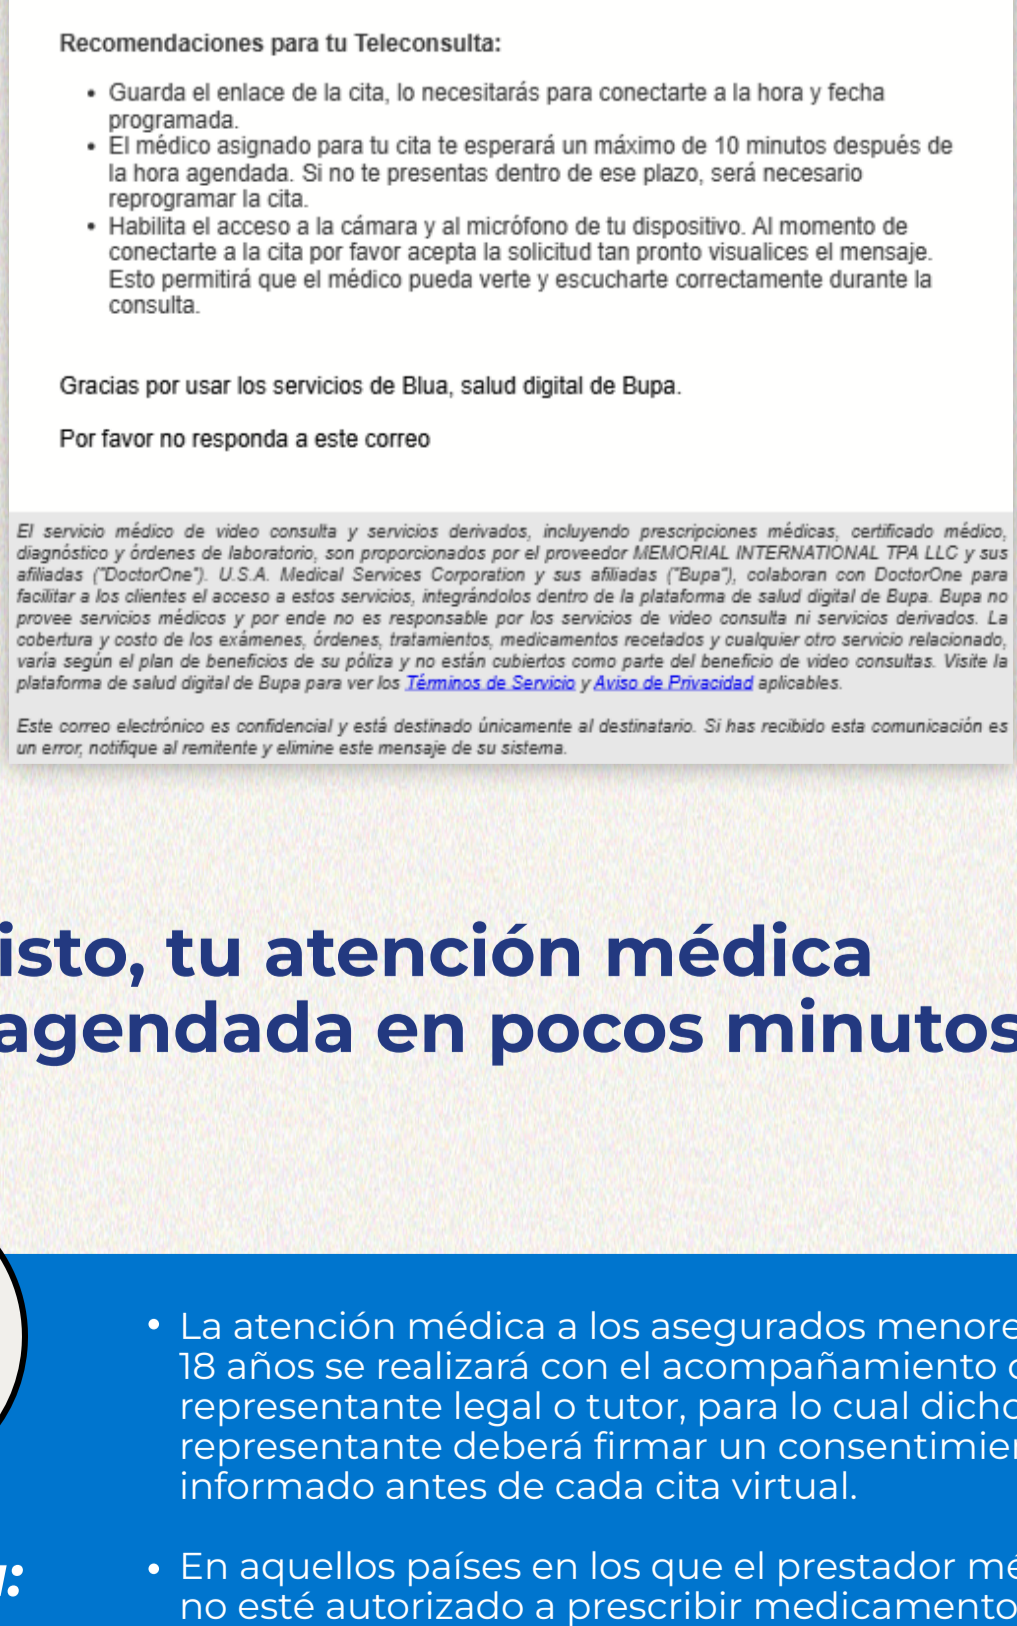 Recomendaciones para tu Teleconsulta:
• Guarda el enlace de la cita, lo necesitarás para conectarte a la hora y fecha
programada.
• El médico asignado para tu cita te esperará un máximo de 10 minutos después de
la hora agendada. Si no te presentas dentro de ese plazo, será necesario
reprogramar la cita.
• Habilita el acceso a la cámara y al micrófono de tu dispositivo. Al momento de
conectarte a la cita por favor acepta la solicitud tan pronto visualices el mensaje.
Esto permitirá que el médico pueda verte y escucharte correctamente durante la
consulta.
Gracias por usar los servicios de Blua, salud digital de Bupa.
Por favor no responda a este correo
El servicio médico de video consulta y servicios derivados, incluyendo prescripciones médicas, certificado médico,
diagnóstico y órdenes de laboratorio, son proporcionados por el proveedor MEMORIAL INTERNATIONAL TPA LLC y sus
afiliadas ("DoctorOne"). U.S.A. Medical Services Corporation y sus afiliadas ("Bupa"), colaboran con DoctorOne para
facilitar a los clientes el acceso a estos servicios, integrándolos dentro de la plataforma de salud digital de Bupa. Bupa no
provee servicios médicos y por ende no es responsable por los servicios de video consulta ni servicios derivados. La
cobertura y costo de los exámenes, órdenes, tratamientos, medicamentos recetados y cualquier otro servicio relacionado,
varía según el plan de beneficios de su póliza y no están cubiertos como parte del beneficio de video consultas. Visite la
plataforma de salud digital de Bupa para ver los Términos de Servicio y Aviso de Privacidad aplicables.
Este correo electrónico es confidencial y está destinado únicamente al destinatario. Si has recibido esta comunicación es
un error, notifique al remitente y elimine este mensaje de su sistema.
isto, tu atención médica
agendada en pocos minutos
• La atención médica a los asegurados menore
18 años se realizará con el acompañamiento
representante legal o tutor, para lo cual dicho
representante deberá firmar un consentimien
informado antes de cada cita virtual.
• En aquellos países en los que el prestador mé
no esté autorizado a prescribir medicamento